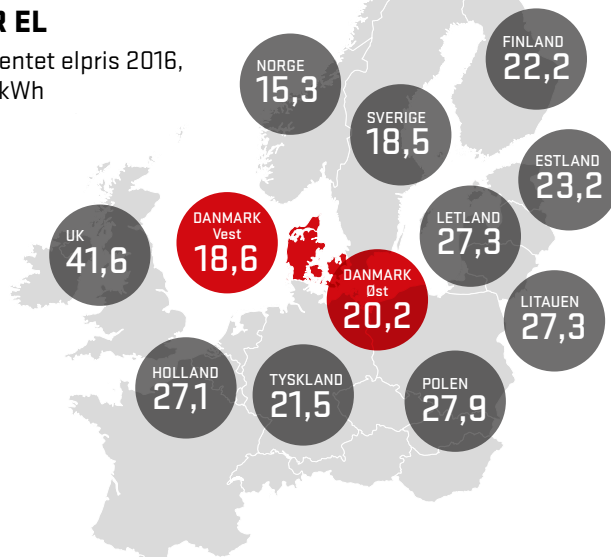 R EL
entet elpris 2016,
kWh
FINLAND
22,2
NORGE
15,3
SVERIGE
18,5
ESTLAND
23,2
DANMARK
Vest
18,6
LETLAND
27,3
UK
41,6
DANMARK
Øst
20,2
LITAUEN
27,3
HOLLAND
27,1
TYSKLAND
21,5
POLEN
27,9